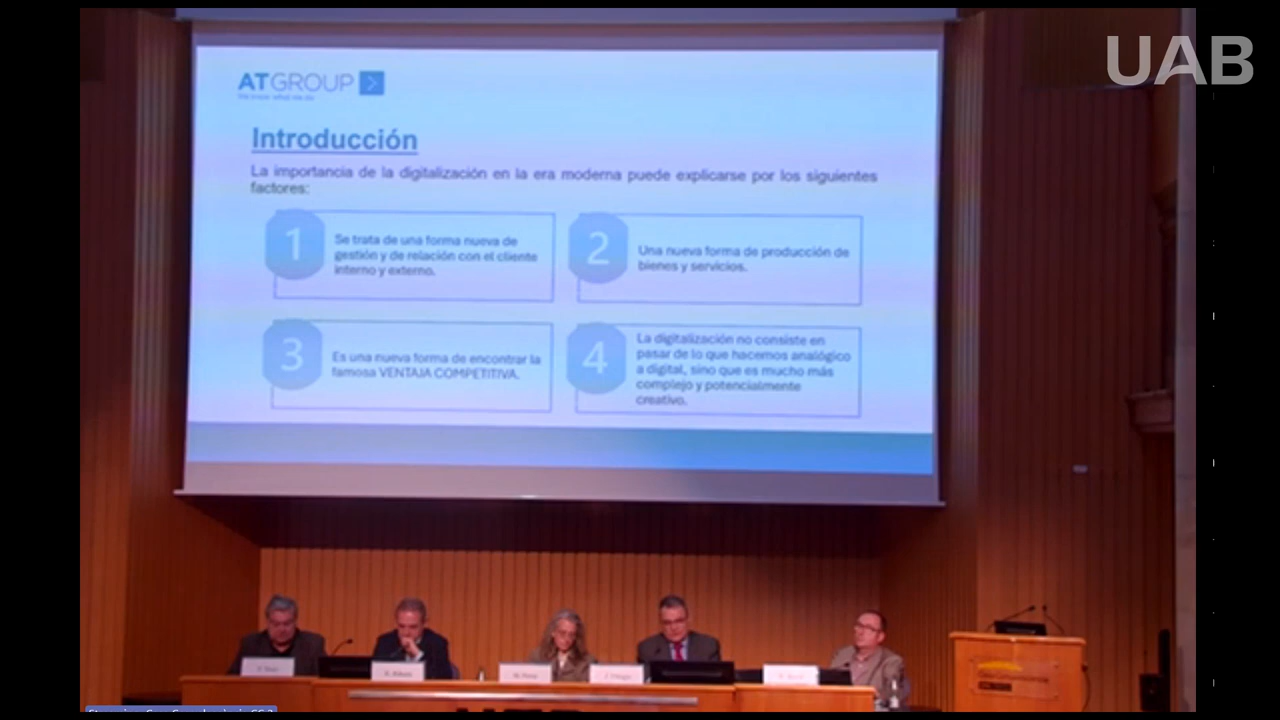 UAB
ATGROUP
Introducción
La importancia de la digitalización en la era moderna puede explicarse por los siguientes
factores:
1
Se trata de una forma nueva de
gestión y de relación con el cliente
interno y externo.
2
Una nueva forma de producción de
bienes y servicios.
3
Es una nueva forma de encontrar la
famosa VENTAJA COMPETITIVA.
4
La digitalización no consiste en
pasar de lo que hacemos analógico
a digital, sino que es mucho más
complejo y potencialmente
creativo.